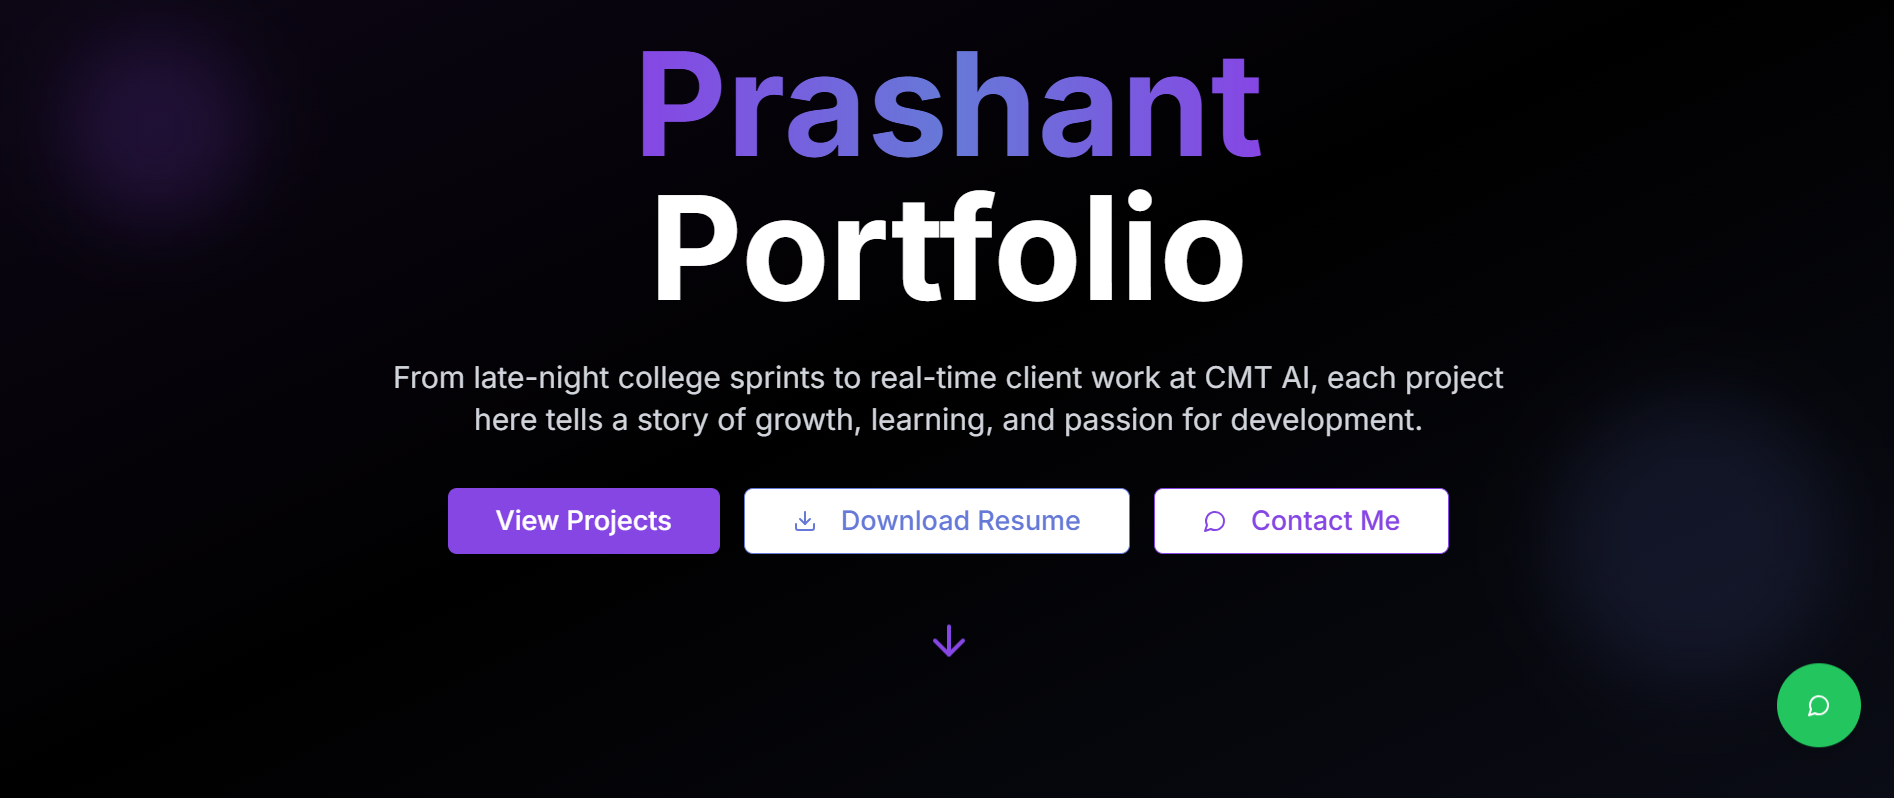 Prashant
Portfolio
From late-night college sprints to real-time client work at CMT AI, each project
here tells a story of growth, learning, and passion for development.
View Projects
Download Resume
Contact Me